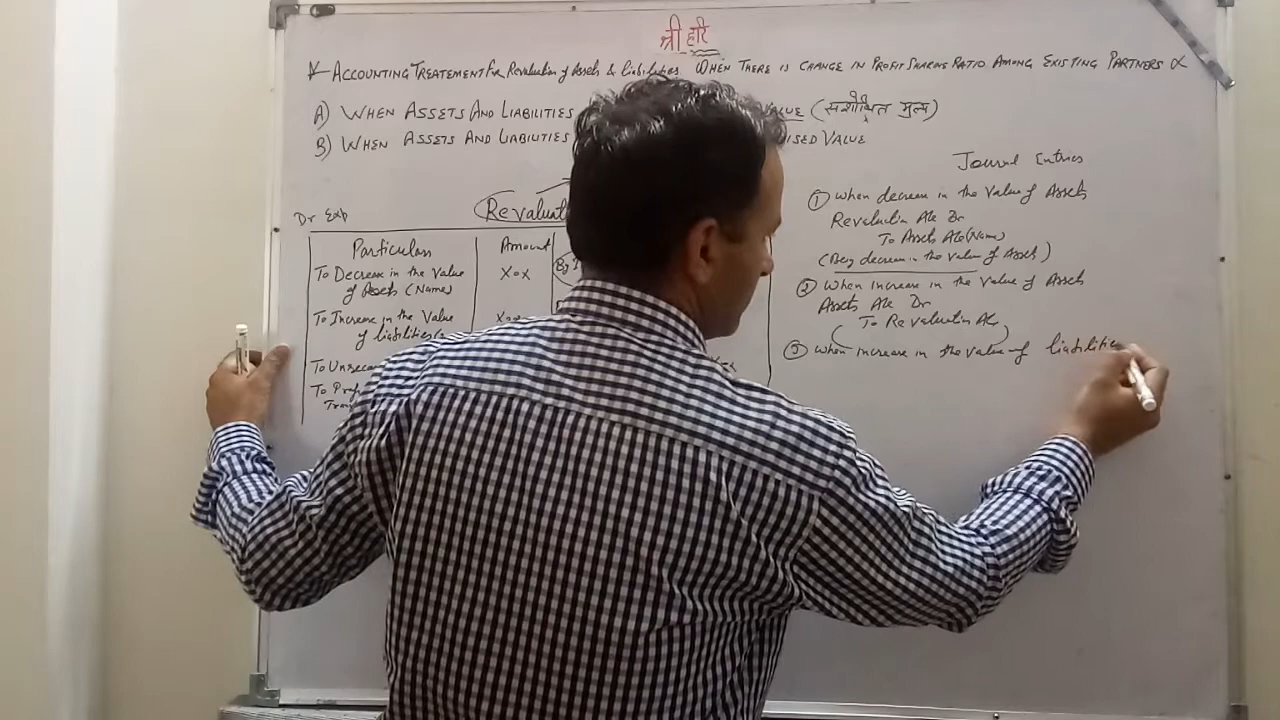 श्री हरि
* ACCOUNTING TREATEMENT for Revaluation of Assets & liabilities WHEN THERE IS CHANGE IN PROFIT SHARING RATIO AMONG EXISTING PARTNERS
A) WHEN ASSETS AND LIABILITIES VALUE (संशोधित मुल्य)
B) WHEN ASSETS AND LIABILITIES ISED VALUE
Dr Exp
Revaluat
Particulars Amount
To Decrease in the Value XoX By
of Assets (Name)
To Increase in the Value
of liabilities
To Unreco
To Prof
Tran
Journal Entries
① When decrease in the Value of Assets
Revaluation A/c Dr
To Assets A/c (Name)
(Being decrease in the value of Assets)
② When increase in the value of Assets
Assets A/c Dr
To Revaluation A/c
③ When increase in the value of liabilitie